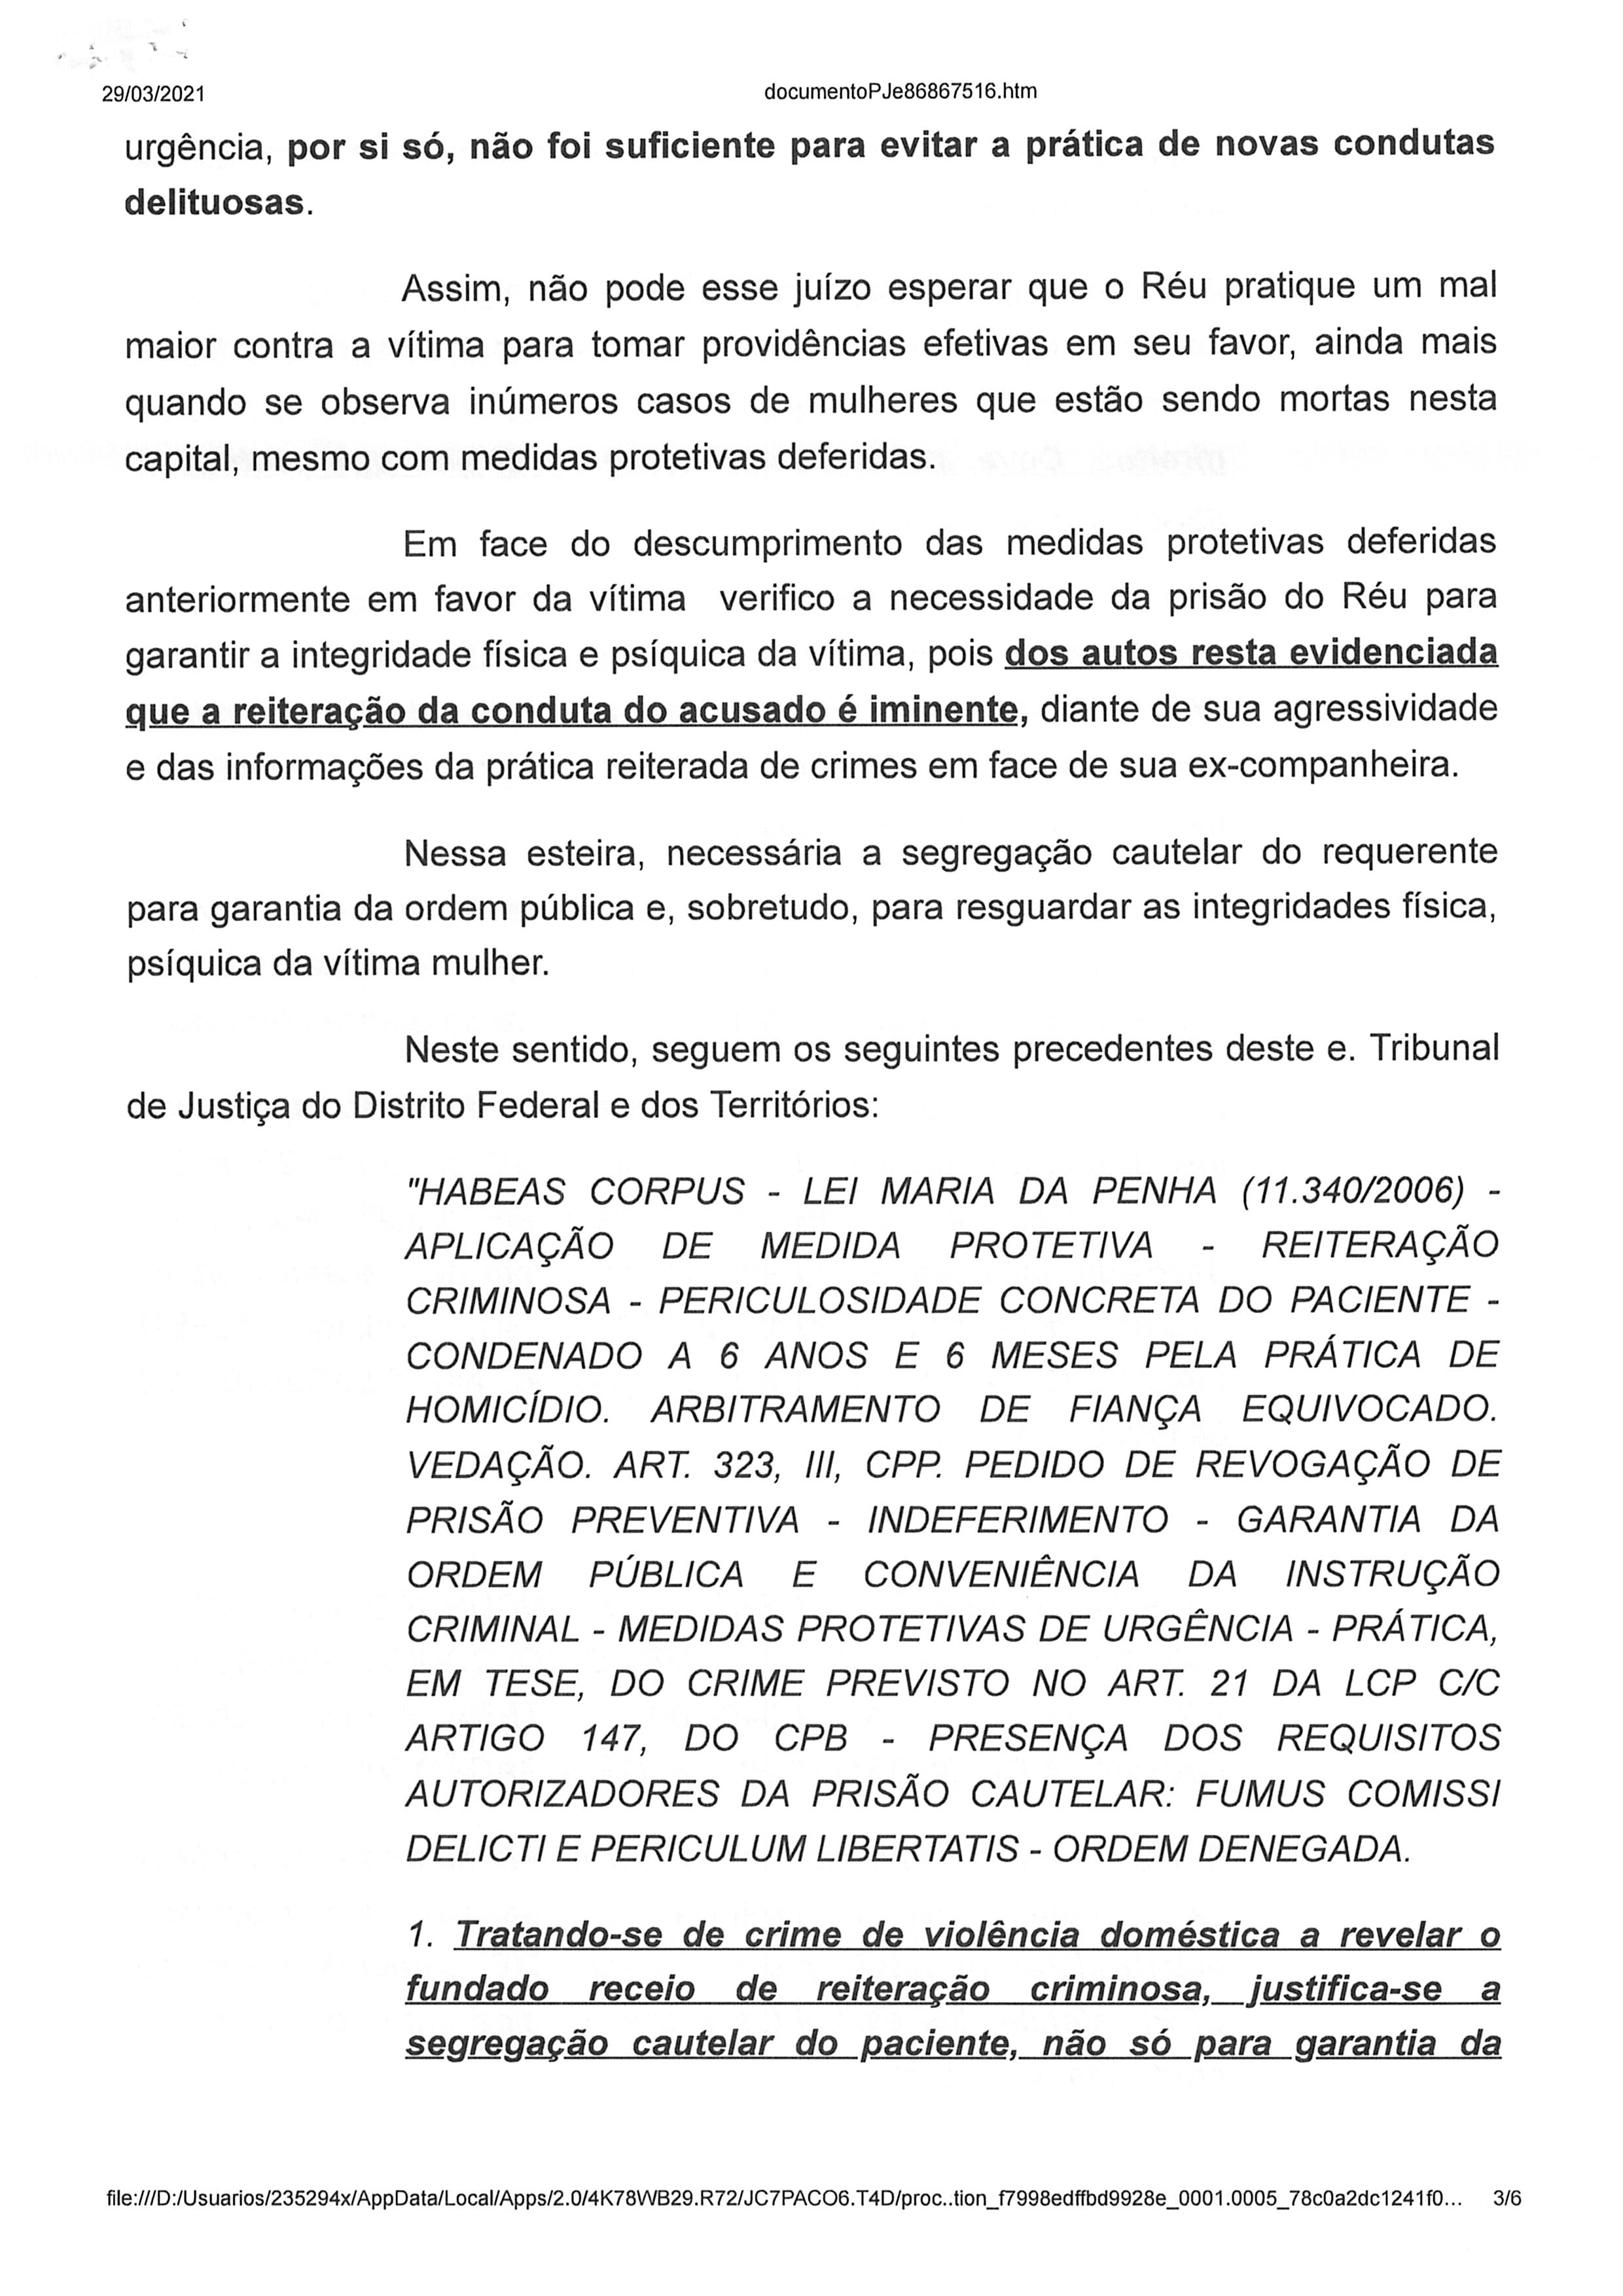 29/03/2021
documentoPJe86867516.htm
urgência, por si só, não foi suficiente para evitar a prática de novas condutas
delituosas.
Assim, não pode esse juízo esperar que o Réu pratique um mal
maior contra a vítima para tomar providências efetivas em seu favor, ainda mais
quando se observa inúmeros casos de mulheres que estão sendo mortas nesta
capital, mesmo com medidas protetivas deferidas.
Em face do descumprimento das medidas protetivas deferidas
anteriormente em favor da vítima verifico a necessidade da prisão do Réu para
garantir a integridade física e psíquica da vítima, pois dos autos resta evidenciada
que a reiteração da conduta do acusado é iminente, diante de sua agressividade
e das informações da prática reiterada de crimes em face de sua ex-companheira.
Nessa esteira, necessária a segregação cautelar do requerente
para garantia da ordem pública e, sobretudo, para resguardar as integridades física,
psíquica da vítima mulher.
Neste sentido, seguem os seguintes precedentes deste e. Tribunal
de Justiça do Distrito Federal e dos Territórios:
"HABEAS CORPUS - LEI MARIA DA PENHA (11.340/2006) -
APLICAÇÃO DE MEDIDA PROTETIVA - REITERAÇÃO
CRIMINOSA - PERICULOSIDADE CONCRETA DO PACIENTE -
CONDENADO A 6 ANOS E 6 MESES PELA PRÁTICA DE
HOMICÍDIO. ARBITRAMENTO DE FIANÇA EQUIVOCADO.
VEDAÇÃO. ART. 323, III, CPP. PEDIDO DE REVOGAÇÃO DE
PRISÃO PREVENTIVA - INDEFERIMENTO - GARANTIA DA
ORDEM PÚBLICA E CONVENIÊNCIA DA INSTRUÇÃO
CRIMINAL - MEDIDAS PROTETIVAS DE URGÊNCIA - PRÁTICA,
EM TESE, DO CRIME PREVISTO NO ART. 21 DA LCP C/C
ARTIGO 147, DO CPB - PRESENÇA DOS REQUISITOS
AUTORIZADORES DA PRISÃO CAUTELAR: FUMUS COMISSI
DELICTI E PERICULUM LIBERTATIS - ORDEM DENEGADA.
1. Tratando-se de crime de violência doméstica a revelar o
fundado receio de reiteração criminosa, justifica-se a
segregação cautelar do paciente, não só para garantia da
file:///D:/Usuarios/235294x/AppData/Local/Apps/2.0/4K78WB29.R72/JC7PACO6.T4D/proc..tion_f7998edffbd9928e_0001.0005_78c0a2dc1241f0... 3/6